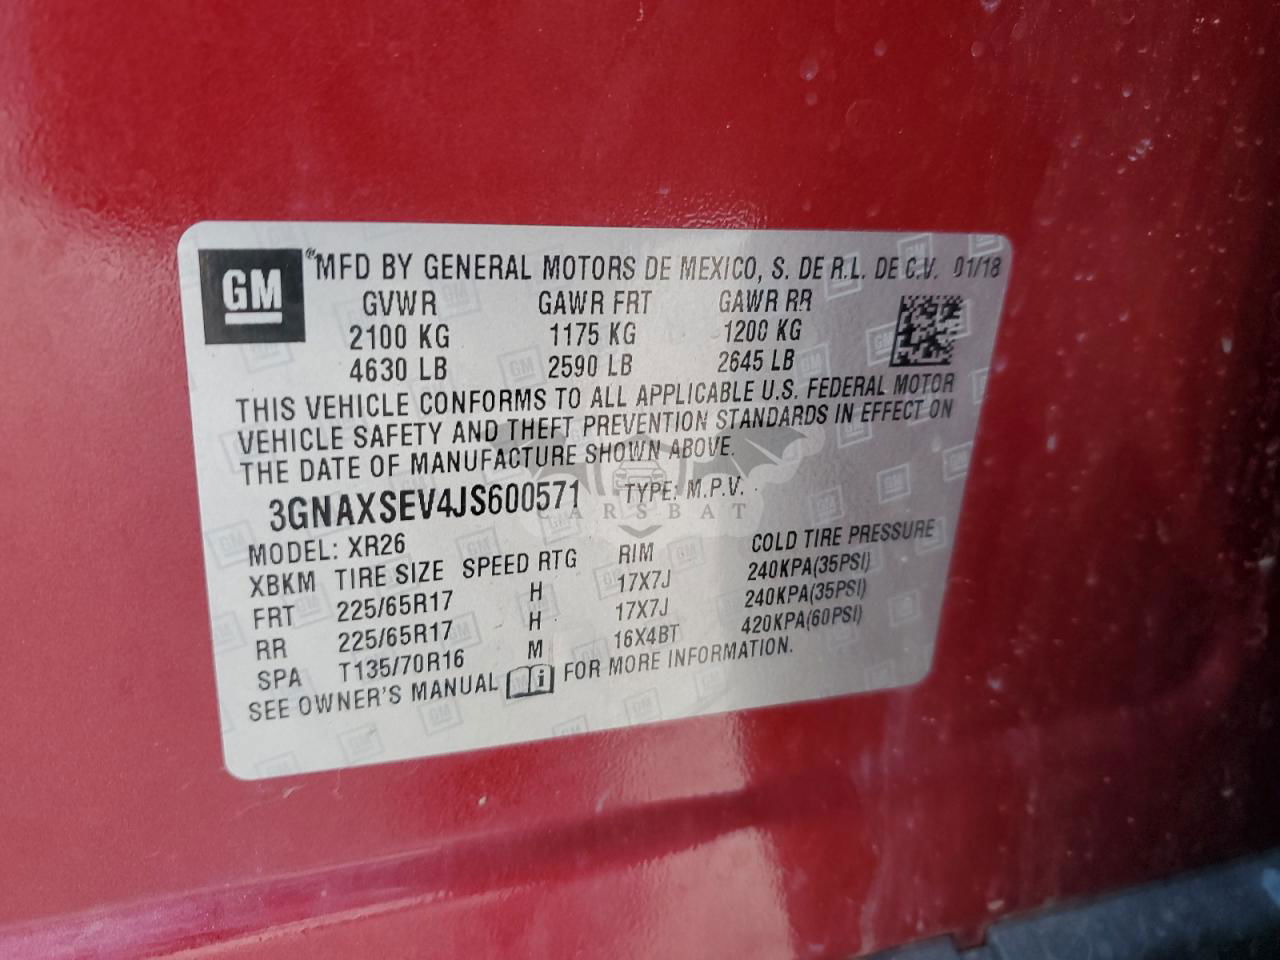 GM
®MFD BY GENERAL MOTORS DE MEXICO, S. DE R.L. DE C.V. 01/18
GVWR GAWR FRT GAWR RR
2100 KG 1175 KG 1200 KG
4630 LB 2590 LB 2645 LB
THIS VEHICLE CONFORMS TO ALL APPLICABLE U.S. FEDERAL MOTOR
VEHICLE SAFETY AND THEFT PREVENTION STANDARDS IN EFFECT ON
THE DATE OF MANUFACTURE SHOWN ABOVE.
3GNAXSEV4JS600571 TYPE: M.P.V.
CARSBAT
MODEL: XR26
XBKM TIRE SIZE SPEED RTG RIM COLD TIRE PRESSURE
FRT 225/65R17 H 17X7J 240KPA(35PSI)
RR 225/65R17 H 17X7J 240KPA(35PSI)
SPA T135/70R16 M 16X4BT 420KPA(60PSI)
SEE OWNER'S MANUAL i FOR MORE INFORMATION.